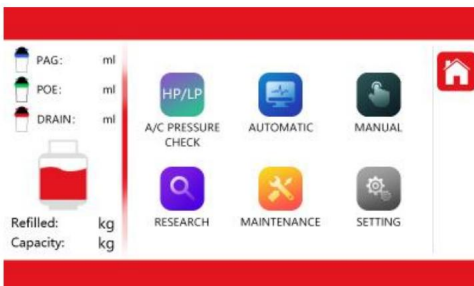 PAG: ml
POE: ml
DRAIN: ml
Refilled: kg
Capacity: kg
HP/LP
A/C PRESSURE
CHECK
AUTOMATIC
MANUAL
RESEARCH
MAINTENANCE
SETTING